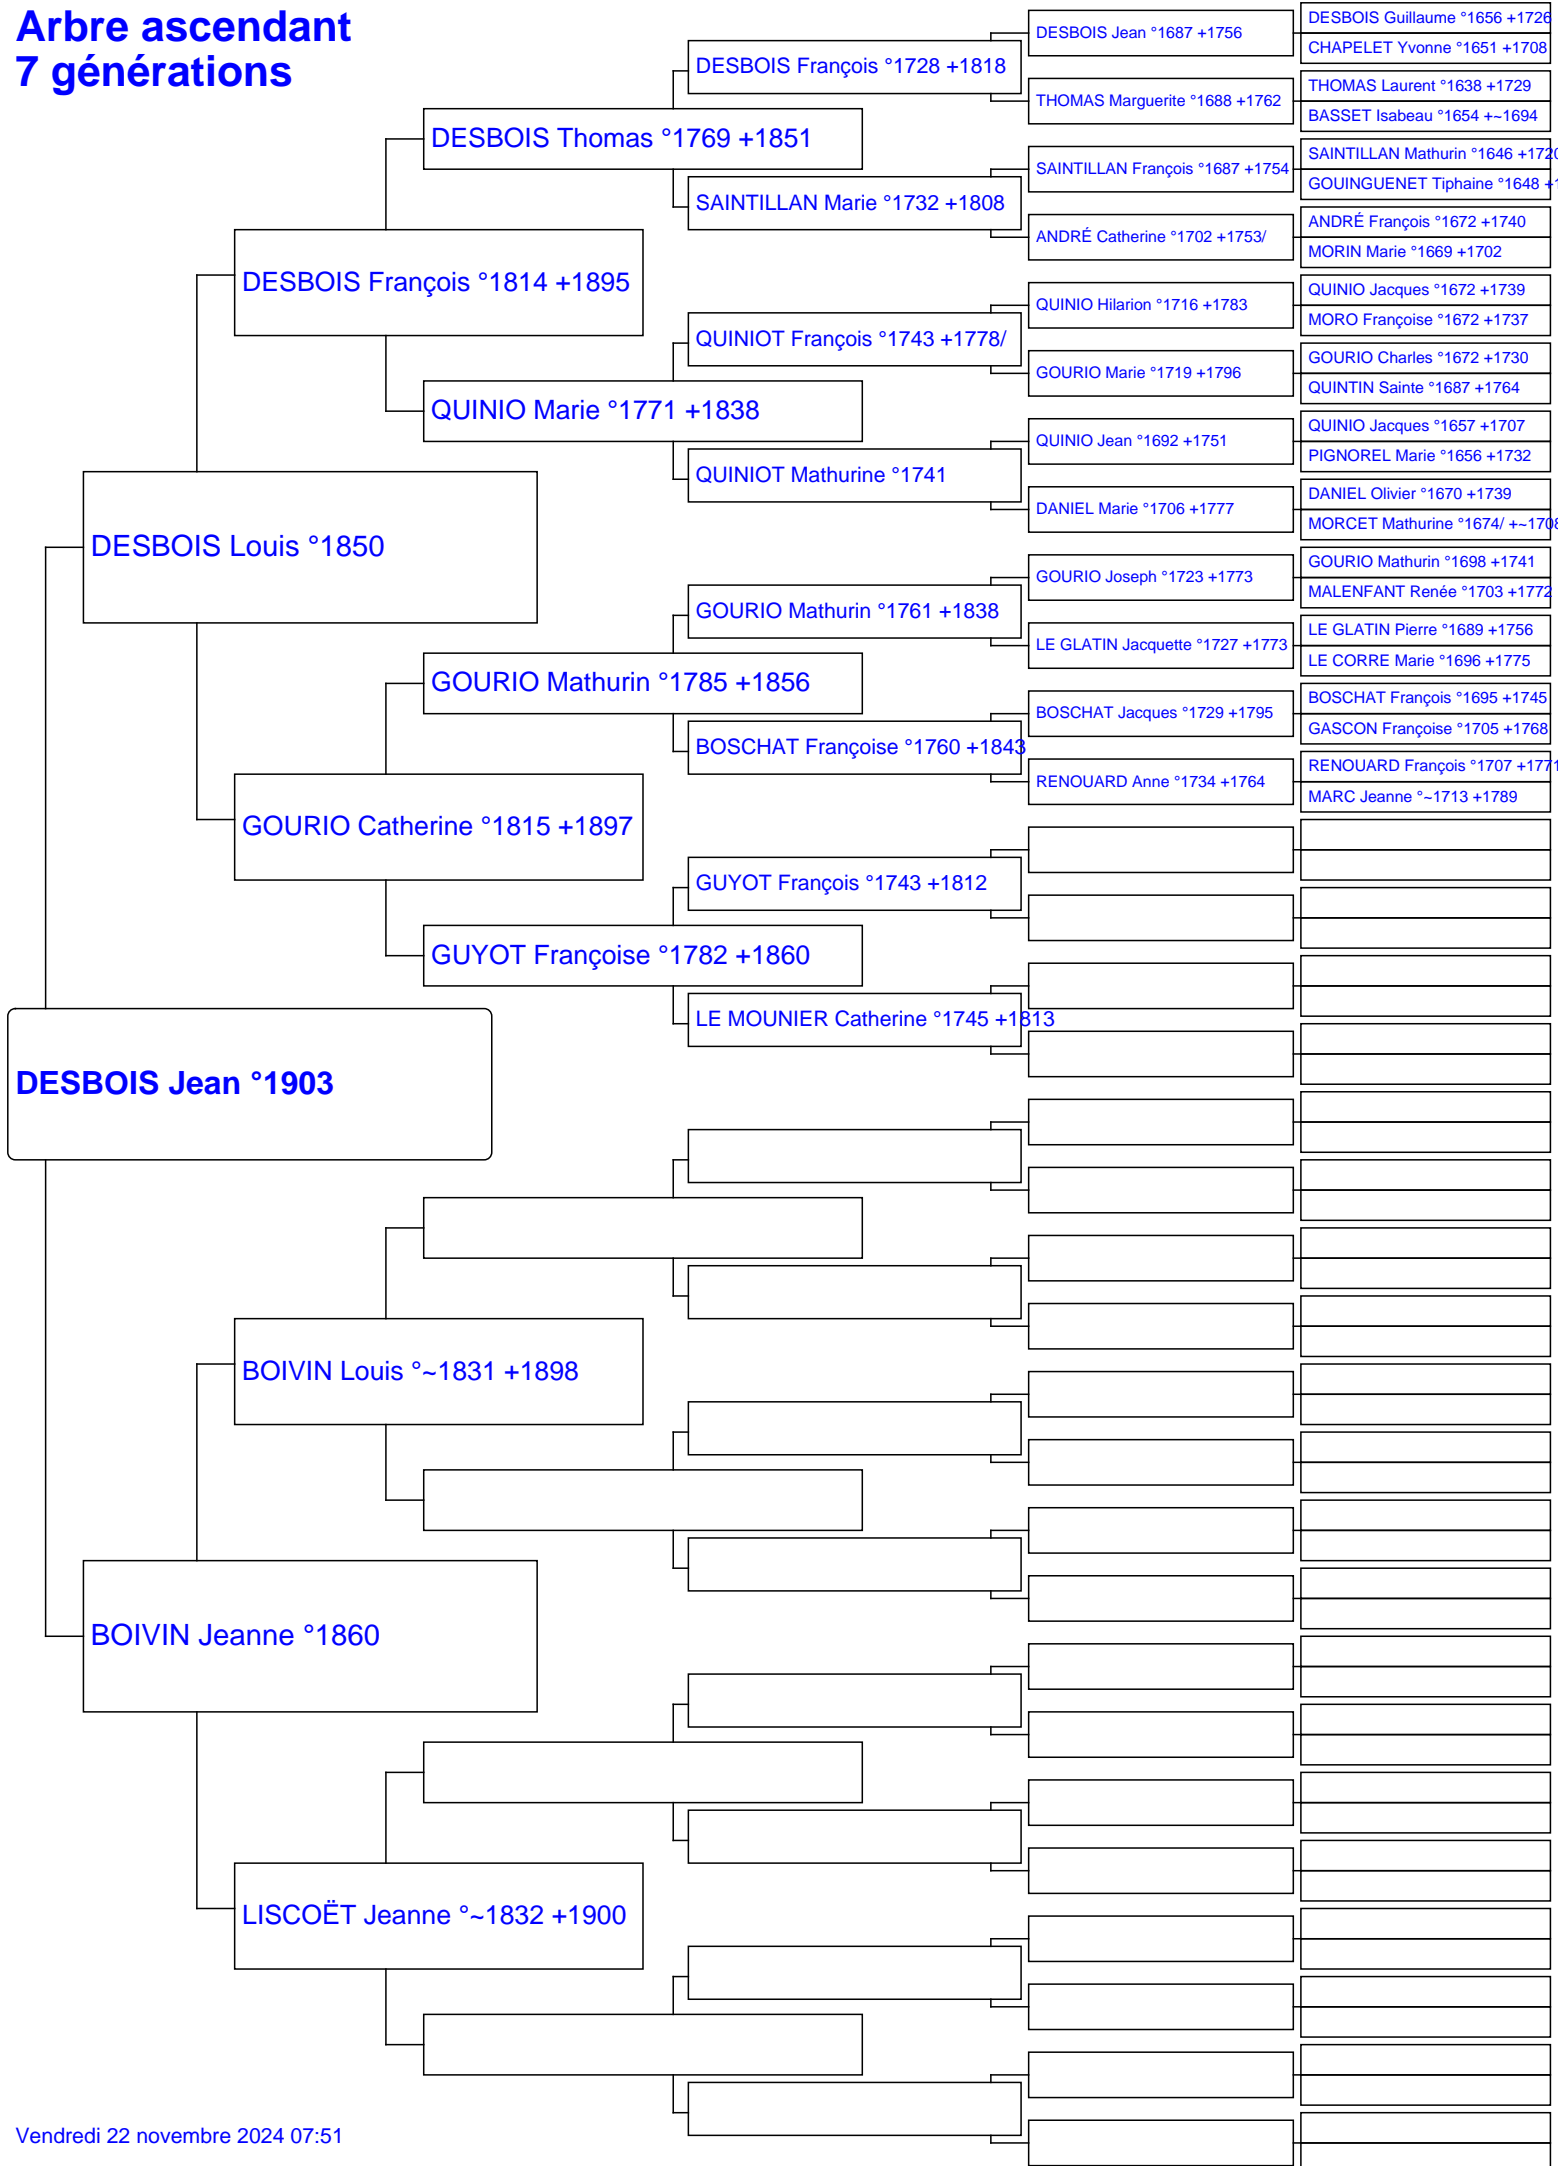 Arbre ascendant
7 générations
DESBOIS Jean °1903
DESBOIS Louis °1850
BOIVIN Jeanne °1860
DESBOIS François °1814 +1895
GOURIO Catherine °1815 +1897
BOIVIN Louis °~1831 +1898
LISCOËT Jeanne °~1832 +1900
DESBOIS Thomas °1769 +1851
QUINIO Marie °1771 +1838
GOURIO Mathurin °1785 +1856
GUYOT Françoise °1782 +1860
DESBOIS François °1728 +1818
SAINTILLAN Marie °1732 +1808
QUINIOT François °1743 +1778/
QUINIOT Mathurine °1741
GOURIO Mathurin °1761 +1838
BOSCHAT Françoise °1760 +1843
GUYOT François °1743 +1812
LE MOUNIER Catherine °1745 +1813
DESBOIS Jean °1687 +1756
THOMAS Marguerite °1688 +1762
SAINTILLAN François °1687 +1754
ANDRÉ Catherine °1702 +1753/
QUINIO Hilarion °1716 +1783
GOURIO Marie °1719 +1796
QUINIO Jean °1692 +1751
DANIEL Marie °1706 +1777
GOURIO Joseph °1723 +1773
LE GLATIN Jacquette °1727 +1773
BOSCHAT Jacques °1729 +1795
RENOUARD Anne °1734 +1764
DESBOIS Guillaume °1656 +1726
CHAPELET Yvonne °1651 +1708
THOMAS Laurent °1638 +1729
BASSET Isabeau °1654 +~1694
SAINTILLAN Mathurin °1646 +1720
GOUINGUENET Tiphaine °1648
ANDRÉ François °1672 +1740
MORIN Marie °1669 +1702
QUINIO Jacques °1672 +1739
MORO Françoise °1672 +1737
GOURIO Charles °1672 +1730
QUINTIN Sainte °1687 +1764
QUINIO Jacques °1657 +1707
PIGNOREL Marie °1656 +1732
DANIEL Olivier °1670 +1739
MORCET Mathurine °1674/ +~1708
GOURIO Mathurin °1698 +1741
MALENFANT Renée °1703 +1772
LE GLATIN Pierre °1689 +1756
LE CORRE Marie °1696 +1775
BOSCHAT François °1695 +1745
GASCON Françoise °1705 +1768
RENOUARD François °1707 +1771
MARC Jeanne °~1713 +1789
Vendredi 22 novembre 2024 07:51